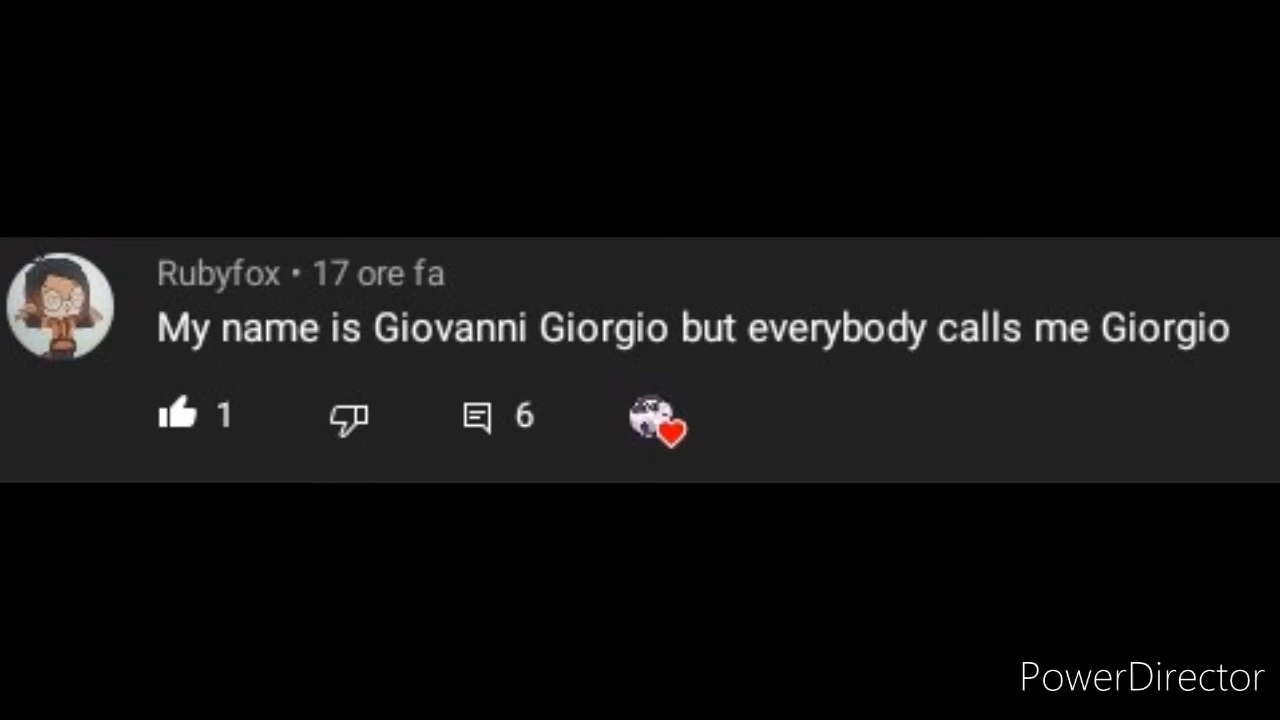 Rubyfox • 17 ore fa
My name is Giovanni Giorgio but everybody calls me Giorgio
1 6
PowerDirector